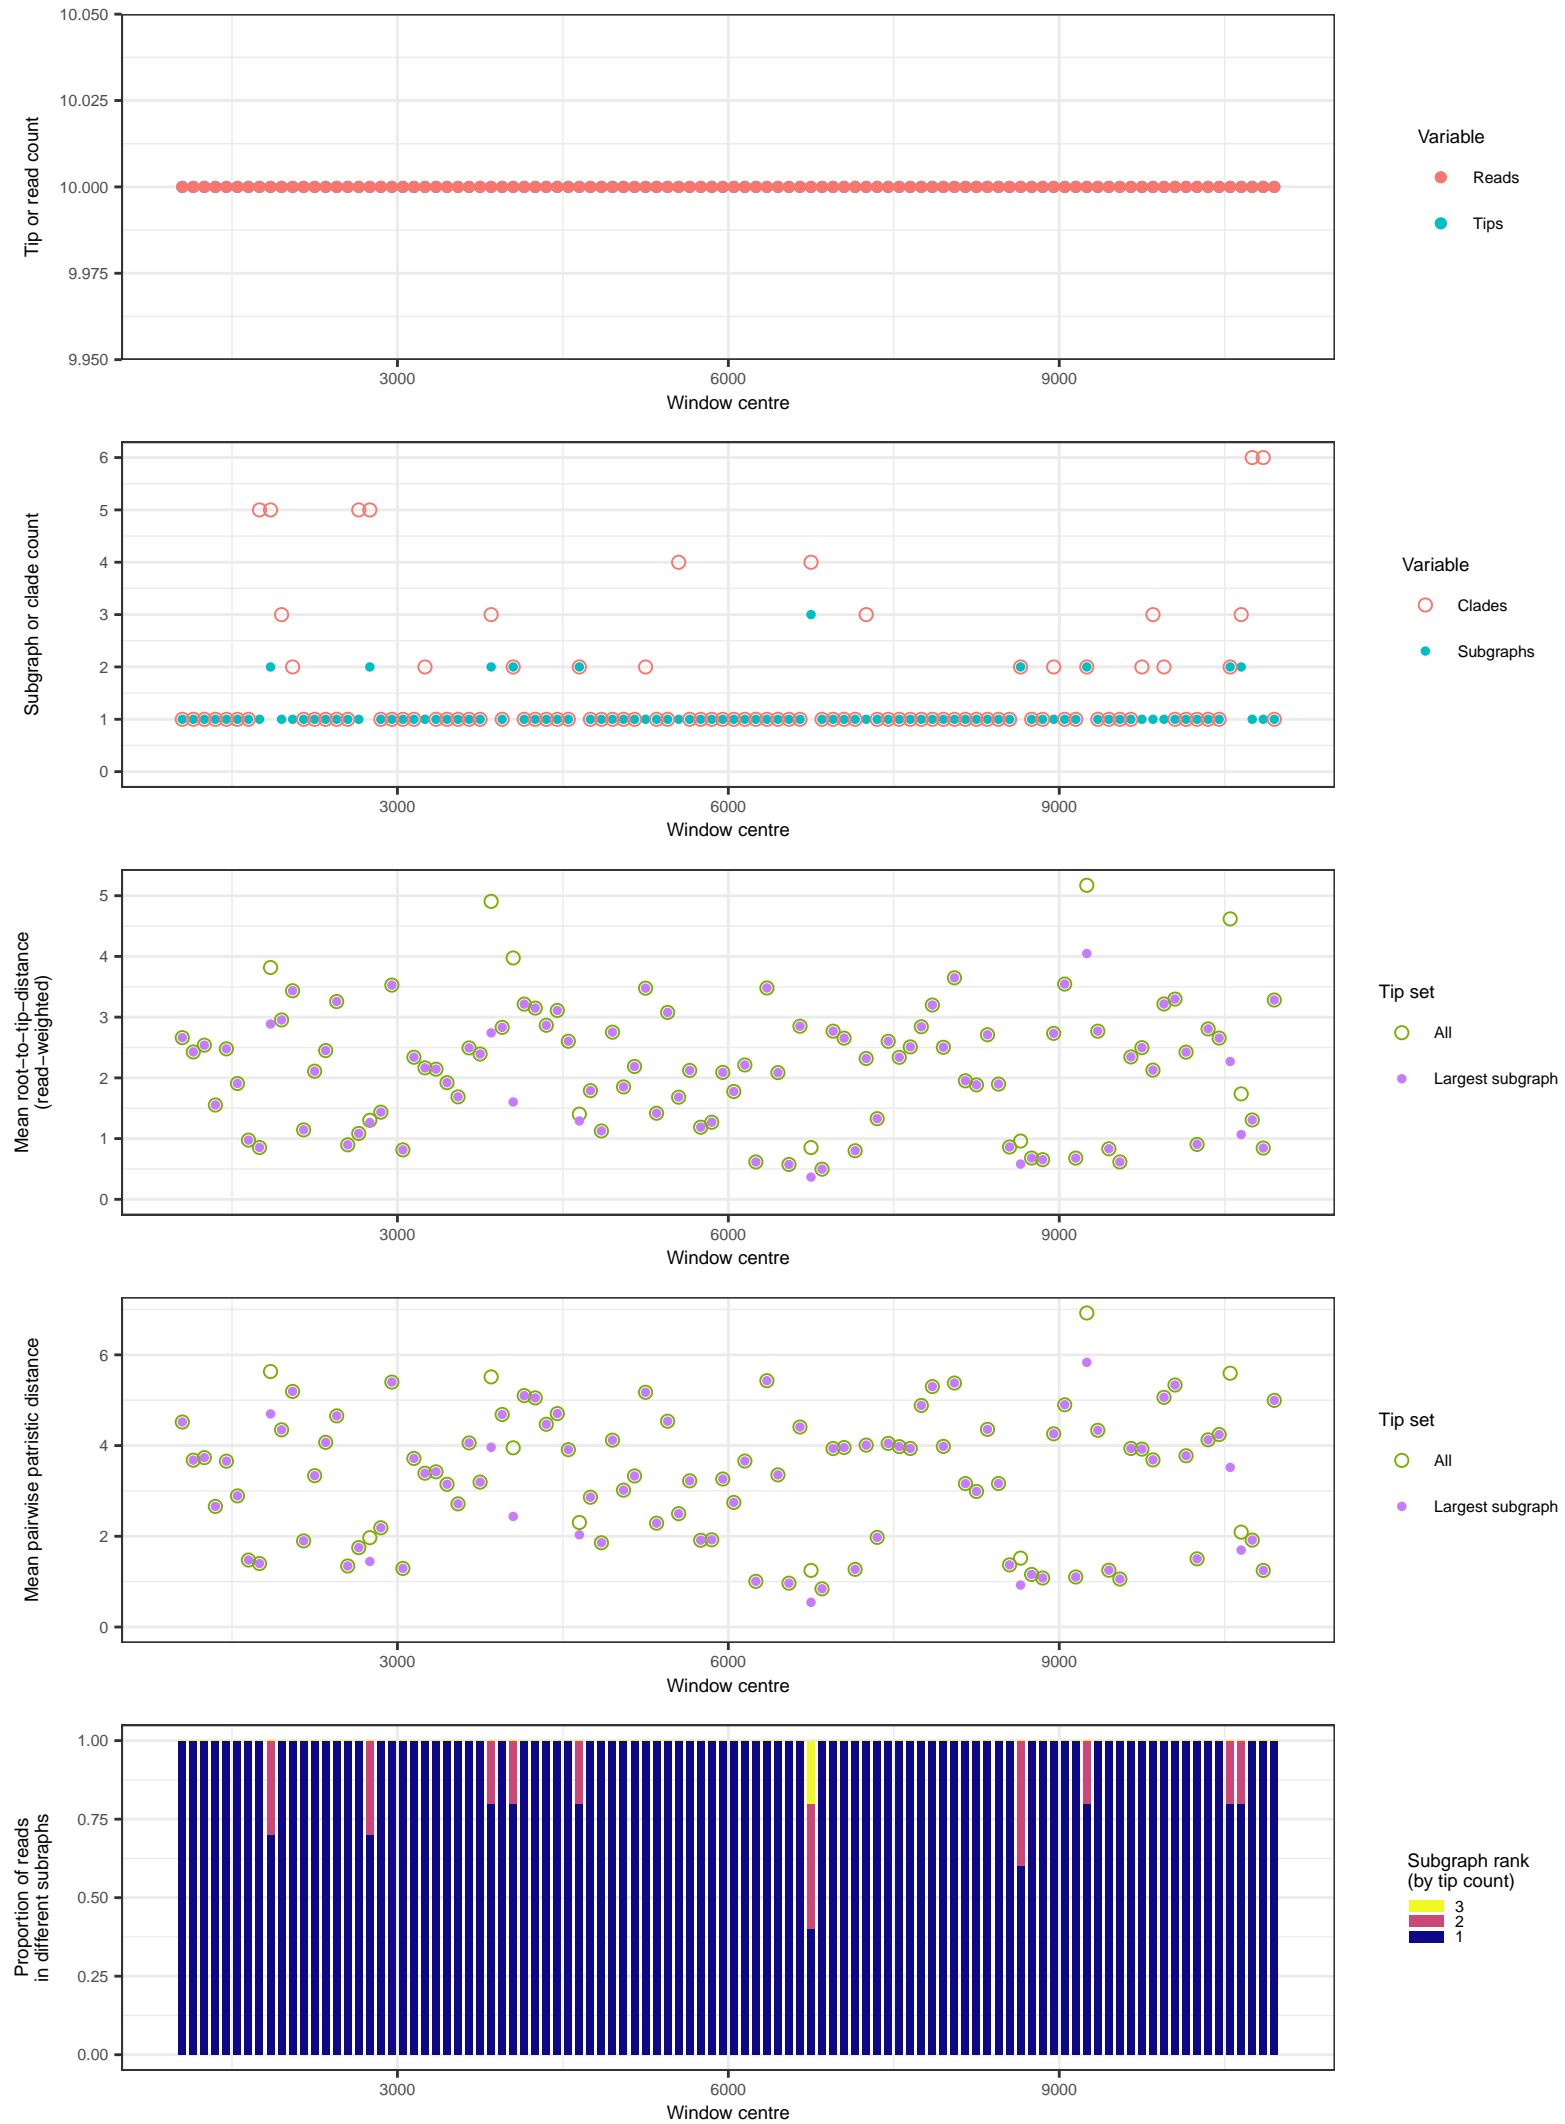 10.050
10.025
10.000
9.975
9.950
Tip or read count
3000 6000 9000
Window centre
Variable
Reads
Tips
6
5
4
3
2
1
0
Subgraph or clade count
3000 6000 9000
Window centre
Variable
Clades
Subgraphs
5
4
3
2
1
0
Mean root−to−tip−distance
(read−weighted)
3000 6000 9000
Window centre
Tip set
All
Largest subgraph
6
4
2
0
Mean pairwise patristic distance
3000 6000 9000
Window centre
Tip set
All
Largest subgraph
1.00
0.75
0.50
0.25
0.00
Proportion of reads
in different subraphs
3000 6000 9000
Window centre
Subgraph rank
(by tip count)
3
2
1